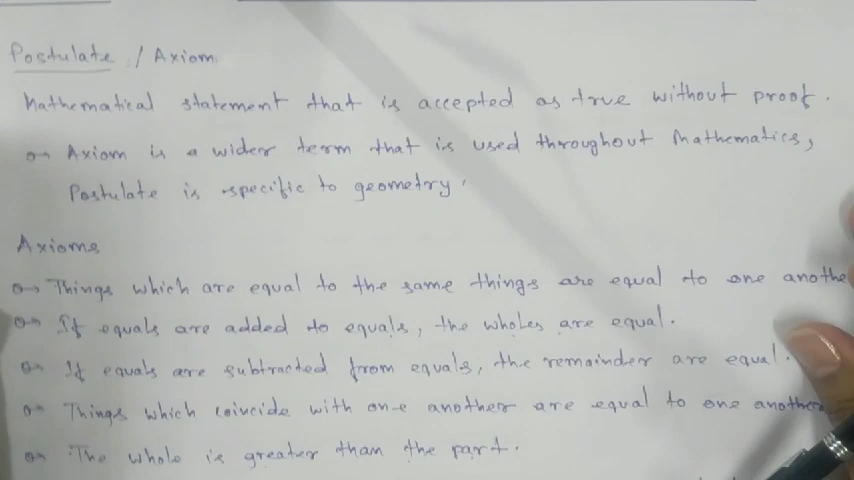 Postulate / Axiom
Mathematical statement that is accepted as true without proof.
Axiom is a wider term that is used throughout Mathematics,
Postulate is specific to geometry.
Axioms
Things which are equal to the same things are equal to one anothe
If equals are added to equals, the wholes are equal.
If equals are subtracted from equals, the remainder are equal.
Things which coincide with one another are equal to one another
The whole is greater than the part.